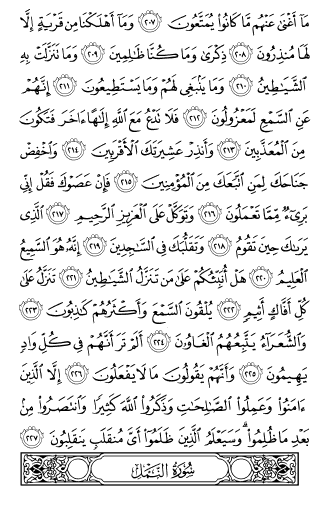 مَآ أَغْنَىٰ عَنْهُم مَّا كَانُوا۟ يُمَتَّعُونَ ٢٠٧ وَمَآ أَهْلَكْنَا مِن قَرْيَةٍ إِلَّا
لَهَا مُنذِرُونَ ٢٠٨ ذِكْرَىٰ وَمَا كُنَّا ظَـٰلِمِينَ ٢٠٩ وَمَا تَنَزَّلَتْ بِهِ
ٱلشَّيَـٰطِينُ ٢١٠ وَمَا يَنۢبَغِى لَهُمْ وَمَا يَسْتَطِيعُونَ ٢١١ إِنَّهُمْ
عَنِ ٱلسَّمْعِ لَمَعْزُولُونَ ٢١٢ فَلَا تَدْعُ مَعَ ٱللَّهِ إِلَـٰهًا ءَاخَرَ فَتَكُونَ
مِنَ ٱلْمُعَذَّبِينَ ٢١٣ وَأَنذِرْ عَشِيرَتَكَ ٱلْأَقْرَبِينَ ٢١٤ وَٱخْفِضْ
جَنَاحَكَ لِمَنِ ٱتَّبَعَكَ مِنَ ٱلْمُؤْمِنِينَ ٢١٥ فَإِنْ عَصَوْكَ فَقُلْ إِنِّى
بَرِىٓءٌ مِّمَّا تَعْمَلُونَ ٢١٦ وَتَوَكَّلْ عَلَى ٱلْعَزِيزِ ٱلرَّحِيمِ ٢١٧ ٱلَّذِى
يَرَىٰكَ حِينَ تَقُومُ ٢١٨ وَتَقَلُّبَكَ فِى ٱلسَّـٰجِدِينَ ٢١٩ إِنَّهُۥ هُوَ ٱلسَّمِيعُ
ٱلْعَلِيمُ ٢٢٠ هَلْ أُنَبِّئُكُمْ عَلَىٰ مَن تَنَزَّلُ ٱلشَّيَـٰطِينُ ٢٢١ تَنَزَّلُ عَلَىٰ
كُلِّ أَفَّاكٍ أَثِيمٍ ٢٢٢ يُلْقُونَ ٱلسَّمْعَ وَأَكْثَرُهُمْ كَـٰذِبُونَ ٢٢٣
وَٱلشُّعَرَآءُ يَتَّبِعُهُمُ ٱلْغَاوُۥنَ ٢٢٤ أَلَمْ تَرَ أَنَّهُمْ فِى كُلِّ وَادٍ
يَهِيمُونَ ٢٢٥ وَأَنَّهُمْ يَقُولُونَ مَا لَا يَفْعَلُونَ ٢٢٦ إِلَّا ٱلَّذِينَ
ءَامَنُوا۟ وَعَمِلُوا۟ ٱلصَّـٰلِحَـٰتِ وَذَكَرُوا۟ ٱللَّهَ كَثِيرًا وَٱنتَصَرُوا۟ مِنۢ
بَعْدِ مَا ظُلِمُوا۟ ۗ وَسَيَعْلَمُ ٱلَّذِينَ ظَلَمُوٓا۟ أَىَّ مُنقَلَبٍ يَنقَلِبُونَ ٢٢٧
سُورَةُ النَّمْلِ